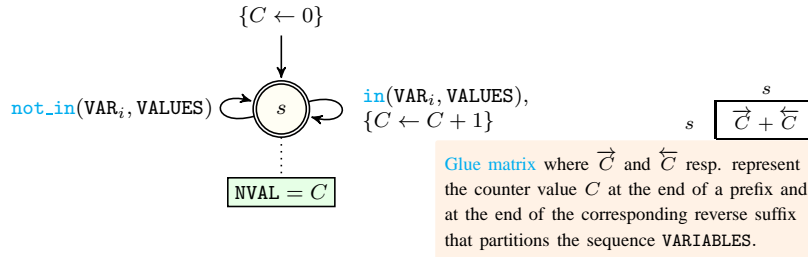 {C ← 0}
not_in(VAR_i, VALUES)
s
in(VAR_i, VALUES),
{C ← C + 1}
NVAL = C
s
s
C→ + C←
Glue matrix where C→ and C← resp. represent
the counter value C at the end of a prefix and
at the end of the corresponding reverse suffix
that partitions the sequence VARIABLES.